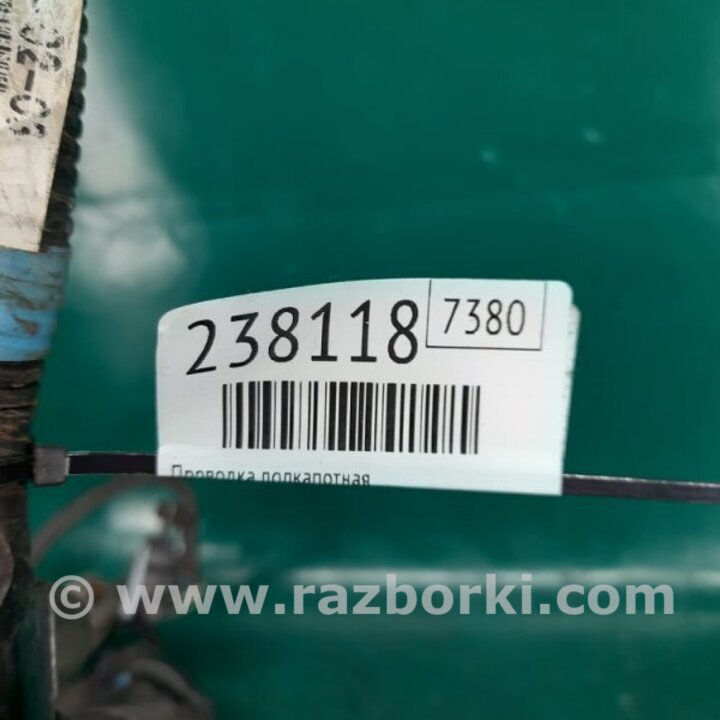 238118
7380
Проводка подкапотная
© www.razborki.com